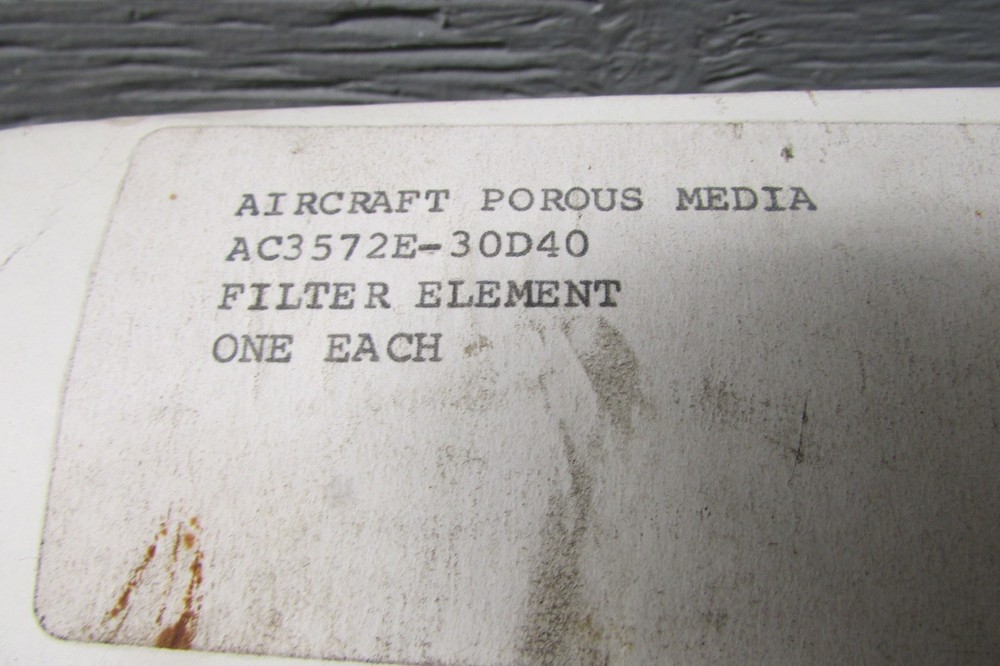 AIRCRAFT POROUS MEDIA
AC3572E-30D40
FILTER ELEMENT
ONE EACH